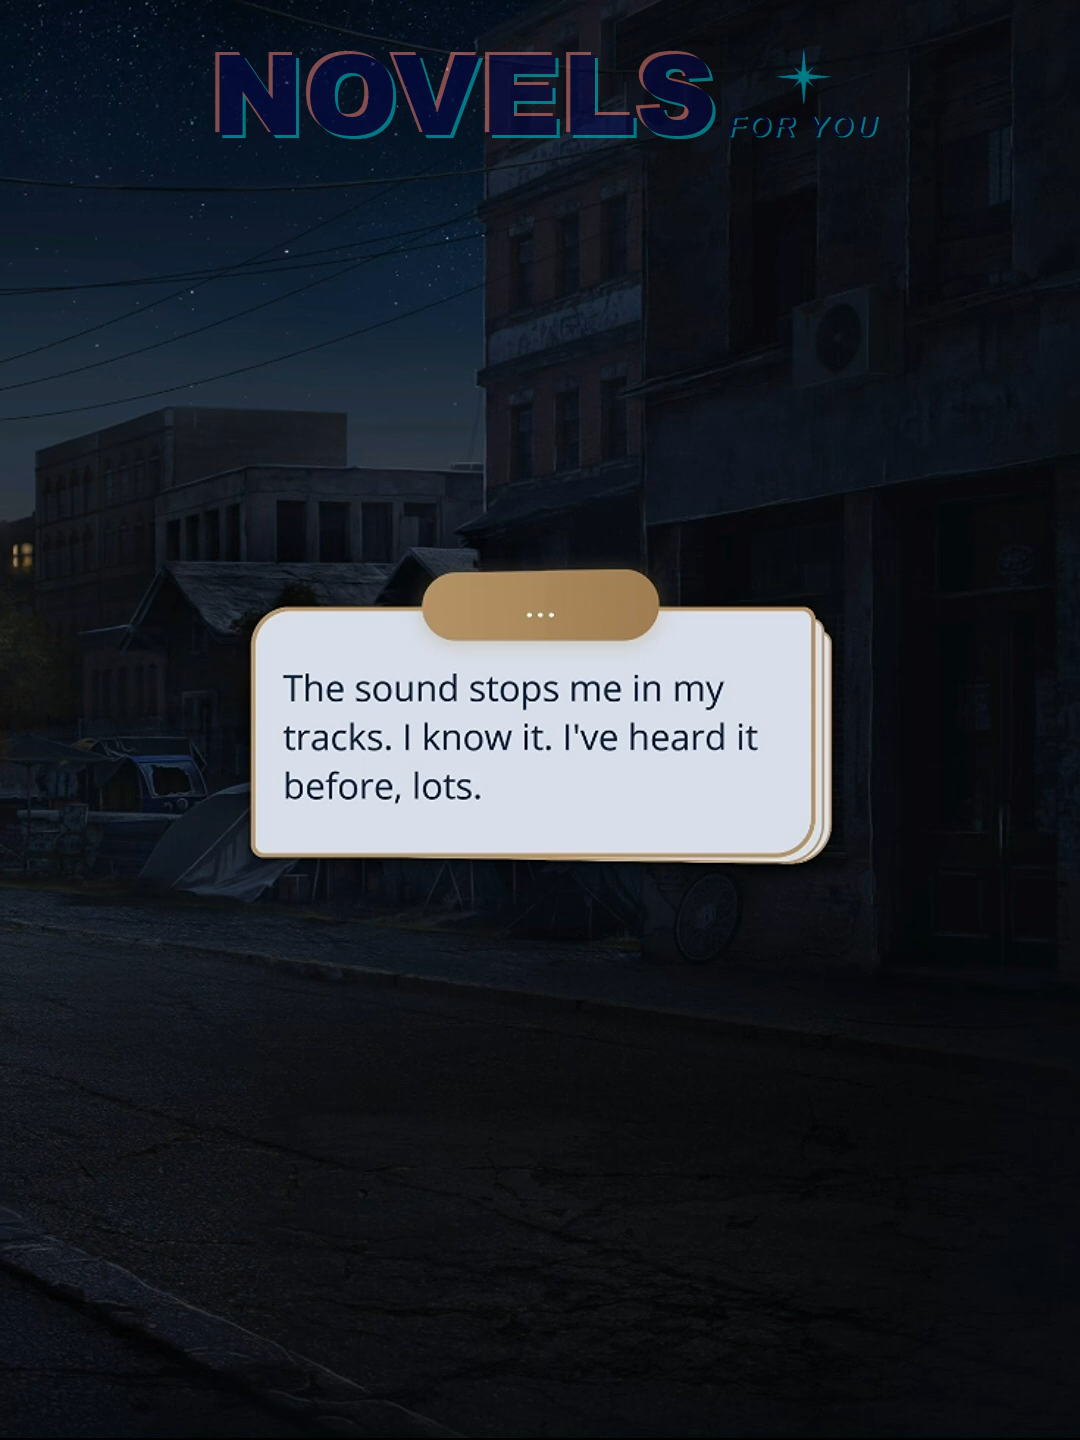 NOVELS
FOR YOU
...
The sound stops me in my
tracks. I know it. I've heard it
before, lots.